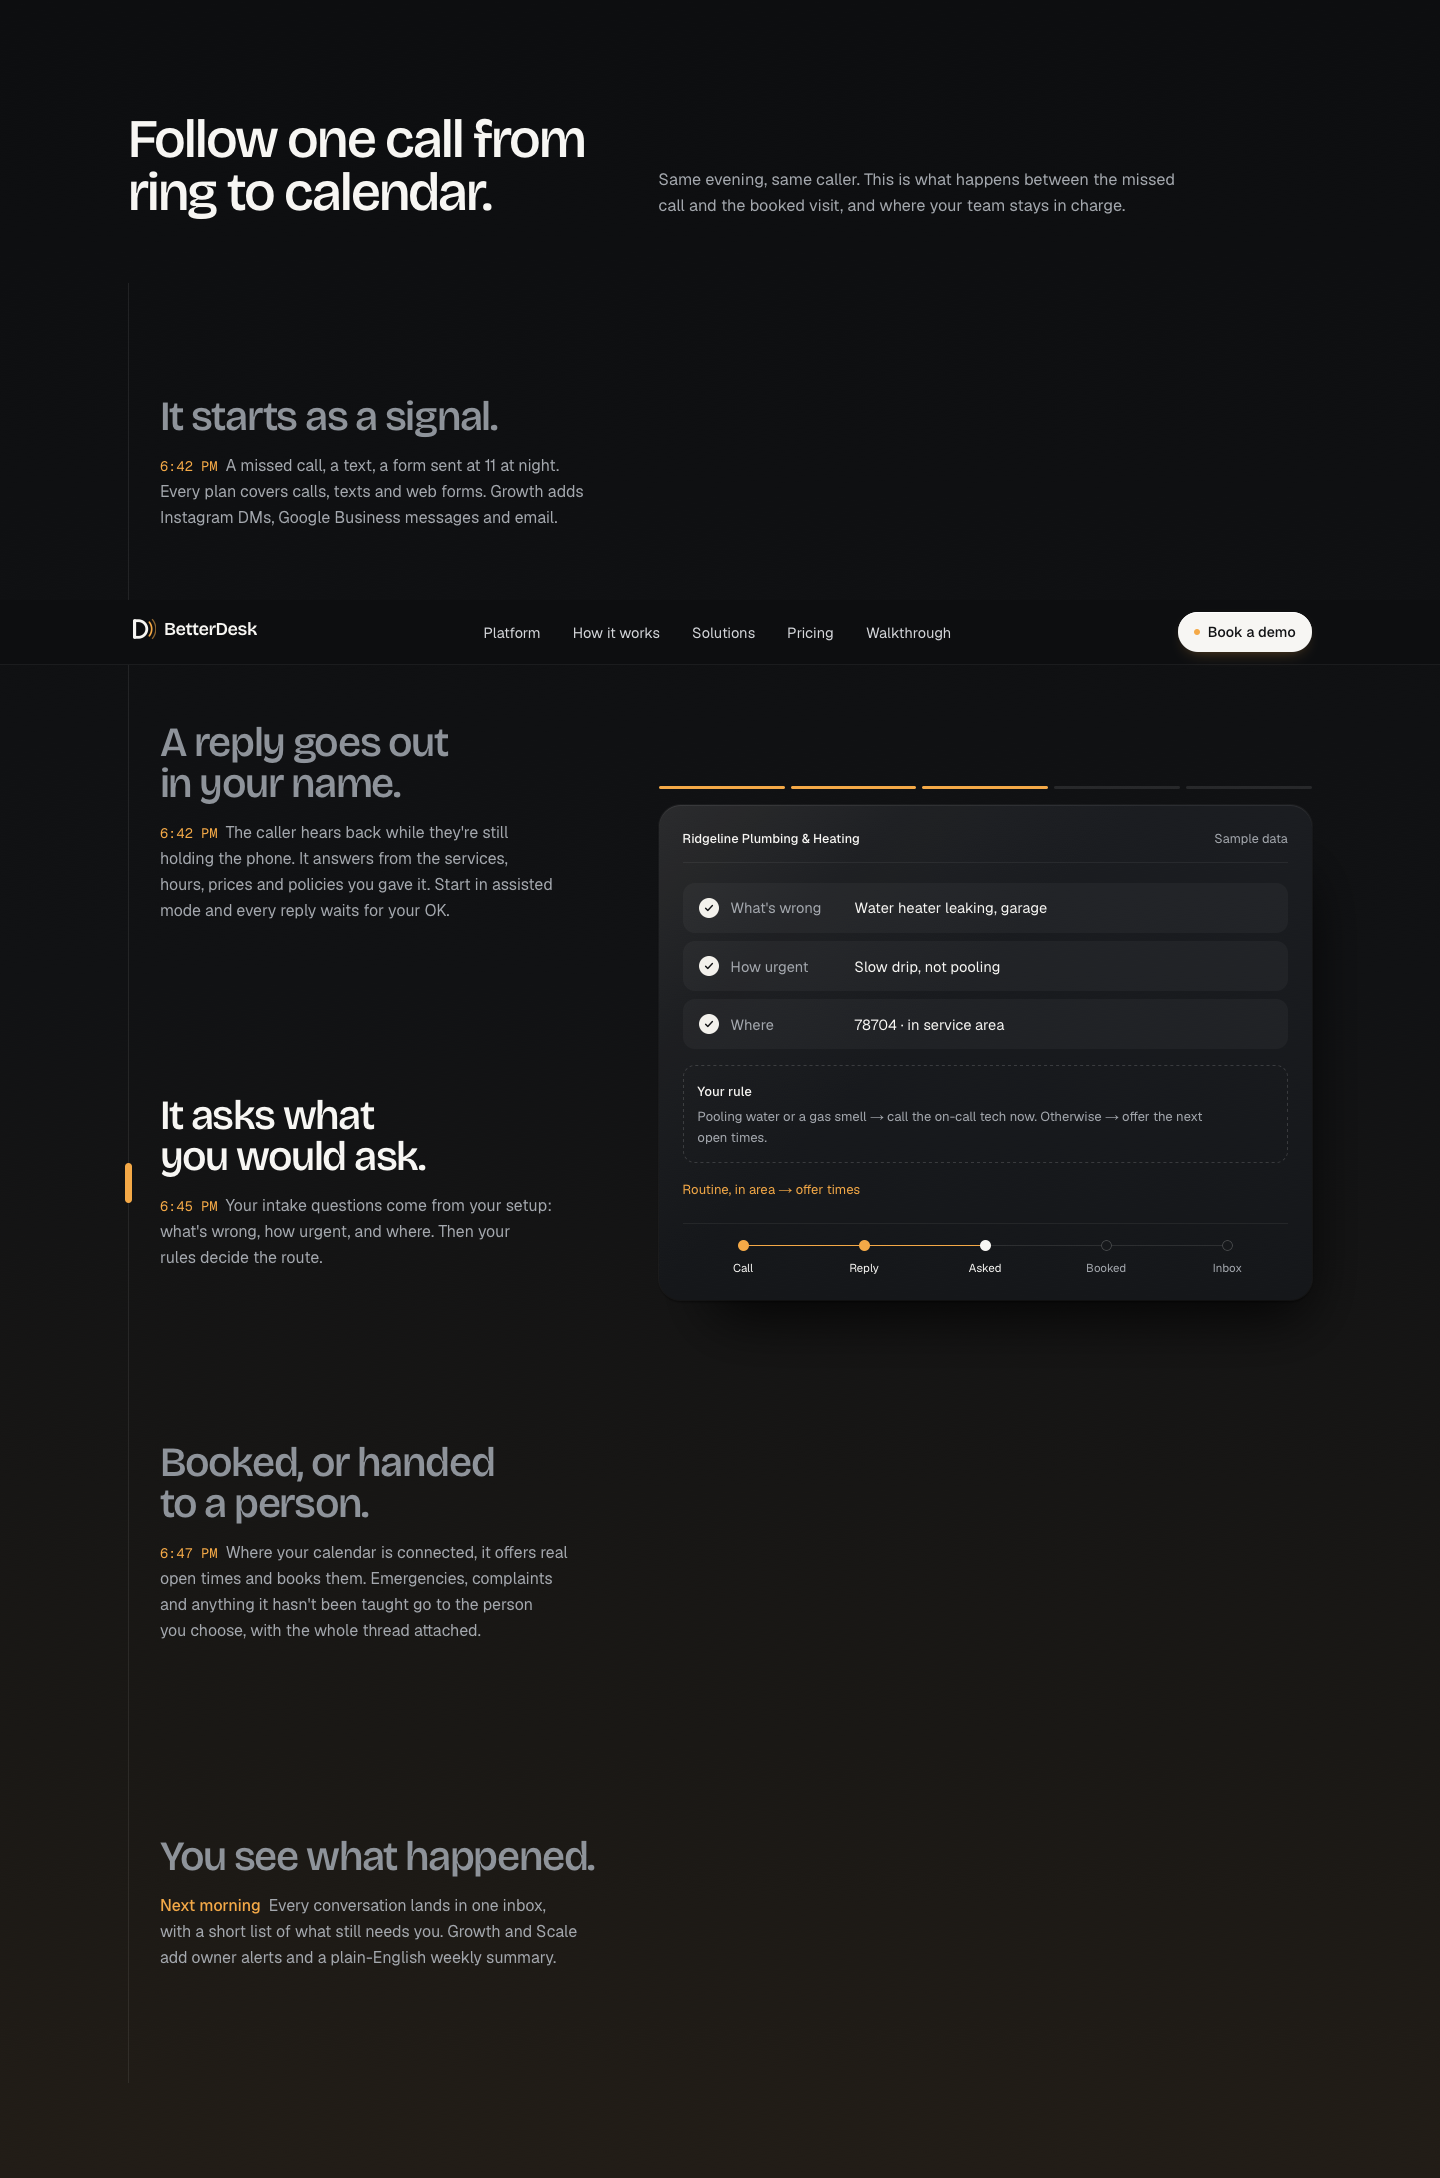 Follow one call from
ring to calendar.
Same evening, same caller. This is what happens between the missed
call and the booked visit, and where your team stays in charge.
It starts as a signal.
6:42 PM A missed call, a text, a form sent at 11 at night.
Every plan covers calls, texts and web forms. Growth adds
Instagram DMs, Google Business messages and email.
BetterDesk
Platform
How it works
Solutions
Pricing
Walkthrough
Book a demo
A reply goes out
in your name.
6:42 PM The caller hears back while they're still
holding the phone. It answers from the services,
hours, prices and policies you gave it. Start in assisted
mode and every reply waits for your OK.
It asks what
you would ask.
6:45 PM Your intake questions come from your setup:
what's wrong, how urgent, and where. Then your
rules decide the route.
Ridgeline Plumbing & Heating
Sample data
What's wrong Water heater leaking, garage
How urgent Slow drip, not pooling
Where 78704 · in service area
Your rule
Pooling water or a gas smell → call the on-call tech now. Otherwise → offer the next
open times.
Routine, in area → offer times
Call
Reply
Asked
Booked
Inbox
Booked, or handed
to a person.
6:47 PM Where your calendar is connected, it offers real
open times and books them. Emergencies, complaints
and anything it hasn't been taught go to the person
you choose, with the whole thread attached.
You see what happened.
Next morning Every conversation lands in one inbox,
with a short list of what still needs you. Growth and Scale
add owner alerts and a plain-English weekly summary.